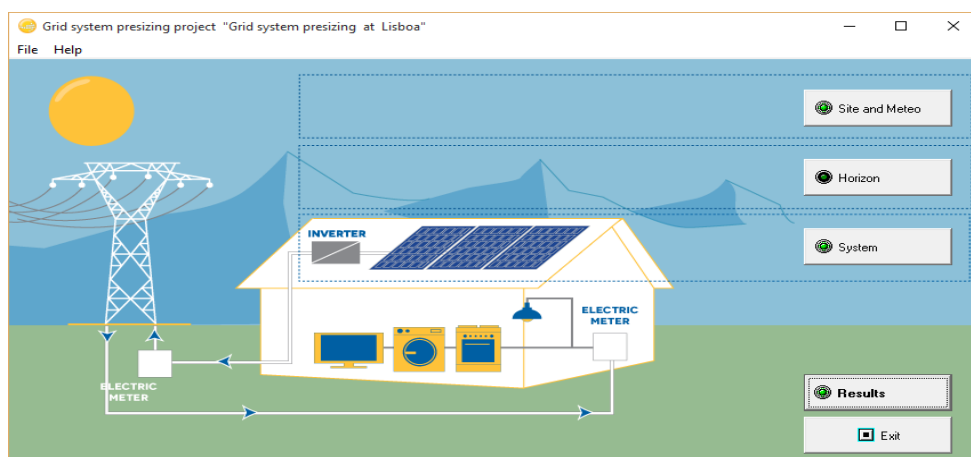 Grid system presizing project "Grid system presizing at Lisboa"
File Help
Site and Meteo
Horizon
INVERTER
System
ELECTRIC
METER
ELECTRIC
METER
Results
Exit